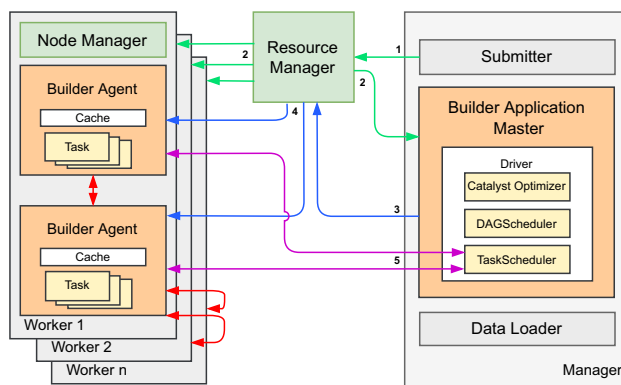 Node Manager
Builder Agent
Cache
Task
Builder Agent
Cache
Task
Worker 1
Worker 2
Worker n
Resource
Manager
1
2
2
4
3
5
Submitter
Builder Application
Master
Driver
Catalyst Optimizer
DAGScheduler
TaskScheduler
Data Loader
Manager